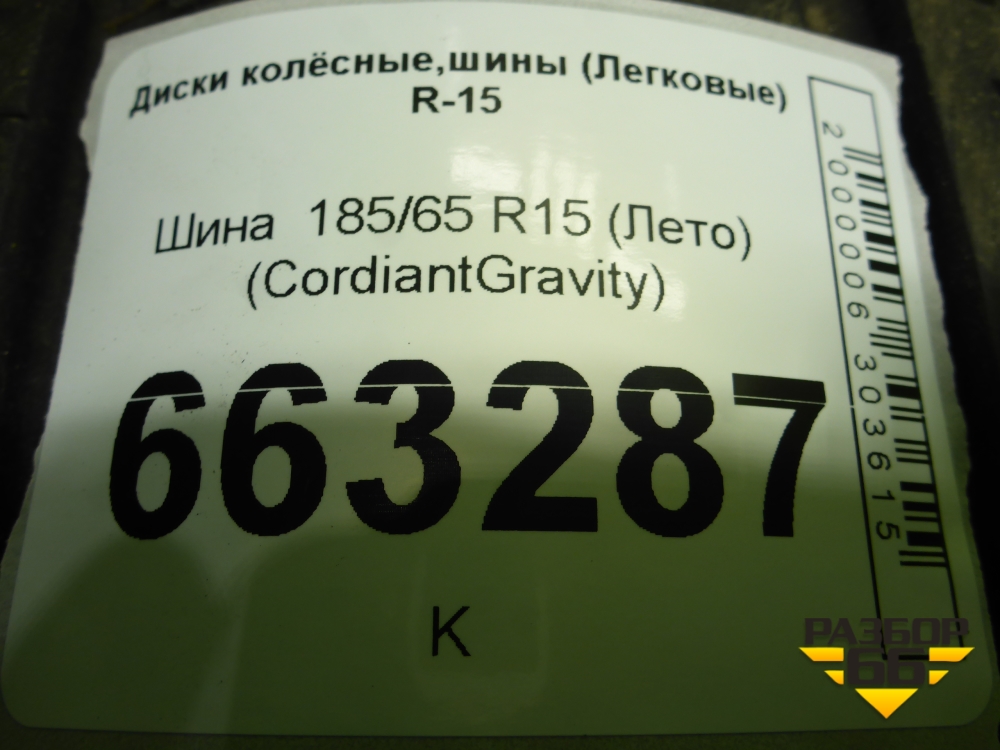 Диски колёсные,шины (Легковые)
R-15
Шина 185/65 R15 (Лето)
(CordiantGravity)
663287
K
2000006303615
РАЗБОР
66